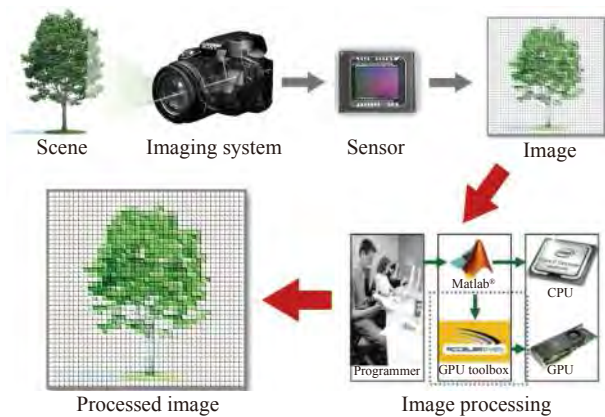 Scene
Imaging system
Sensor
Image
Matlab®
CPU
Programmer
GPU toolbox
GPU
Processed image
Image processing